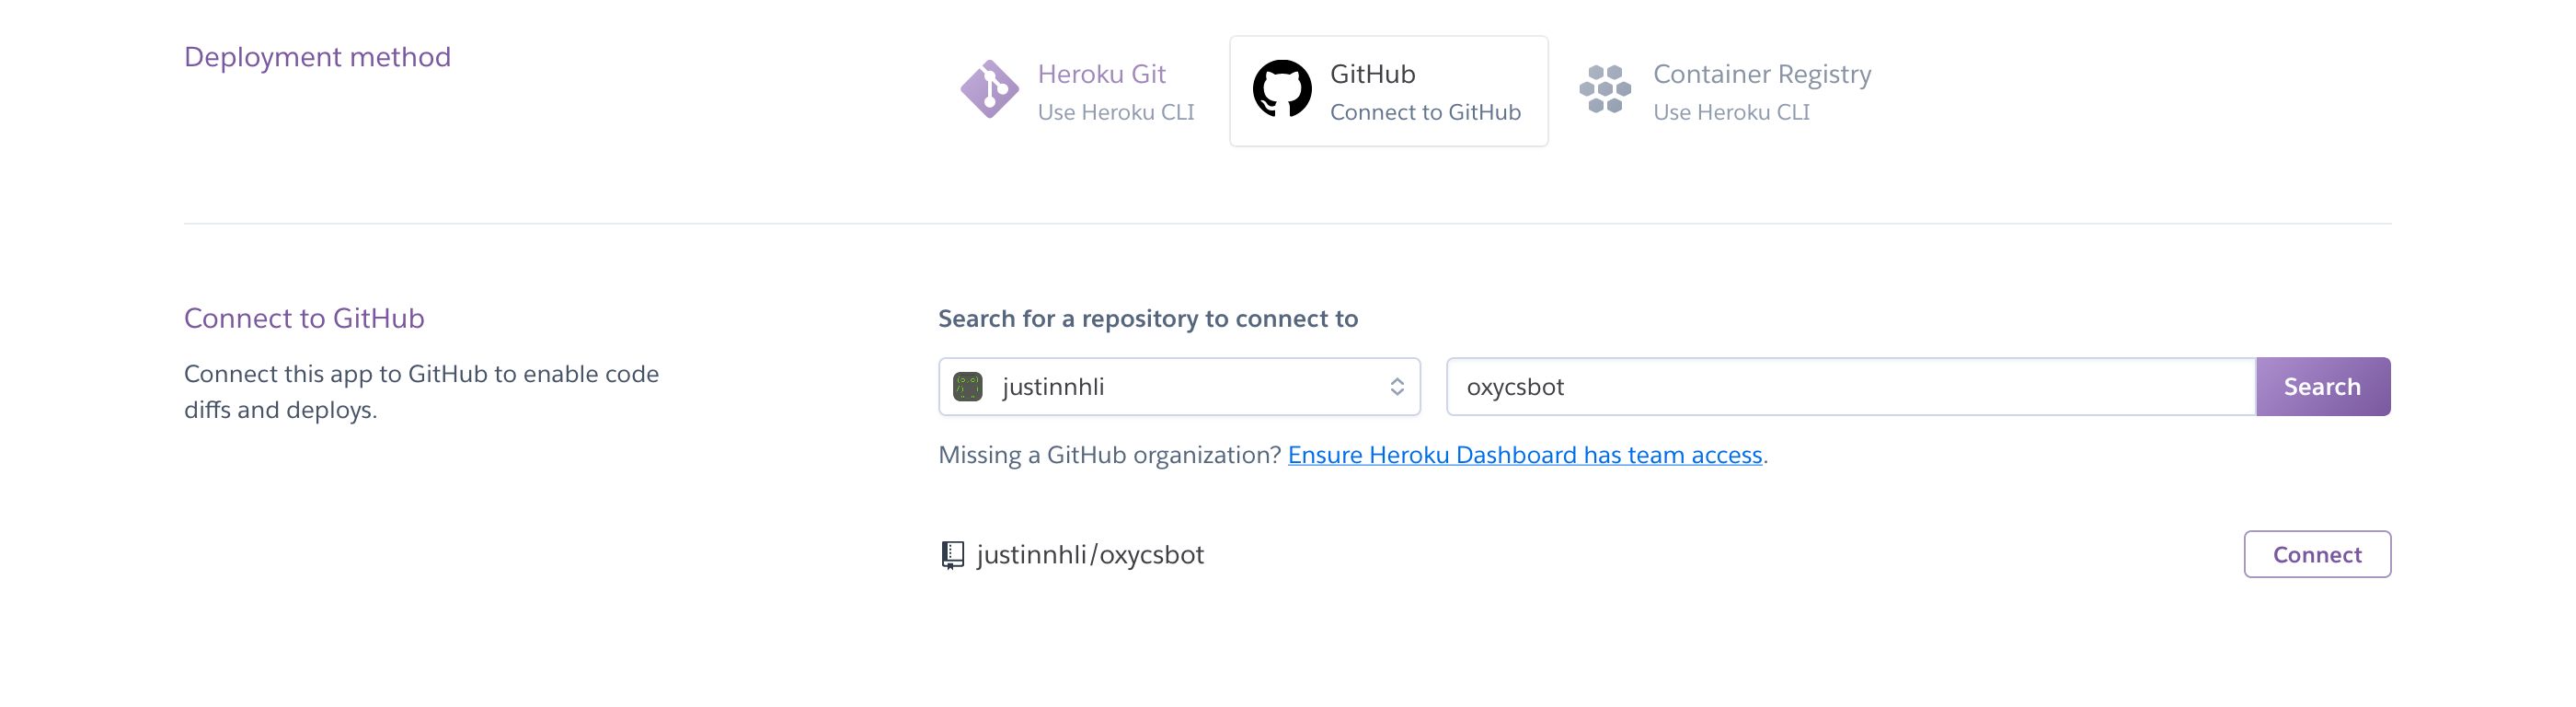 Deployment method
Heroku Git
Use Heroku CLI
GitHub
Connect to GitHub
Container Registry
Use Heroku CLI
Connect to GitHub
Connect this app to GitHub to enable code
diffs and deploys.
Search for a repository to connect to
justinnhli
oxycsbot
Search
Missing a GitHub organization? Ensure Heroku Dashboard has team access.
justinnhli/oxycsbot
Connect